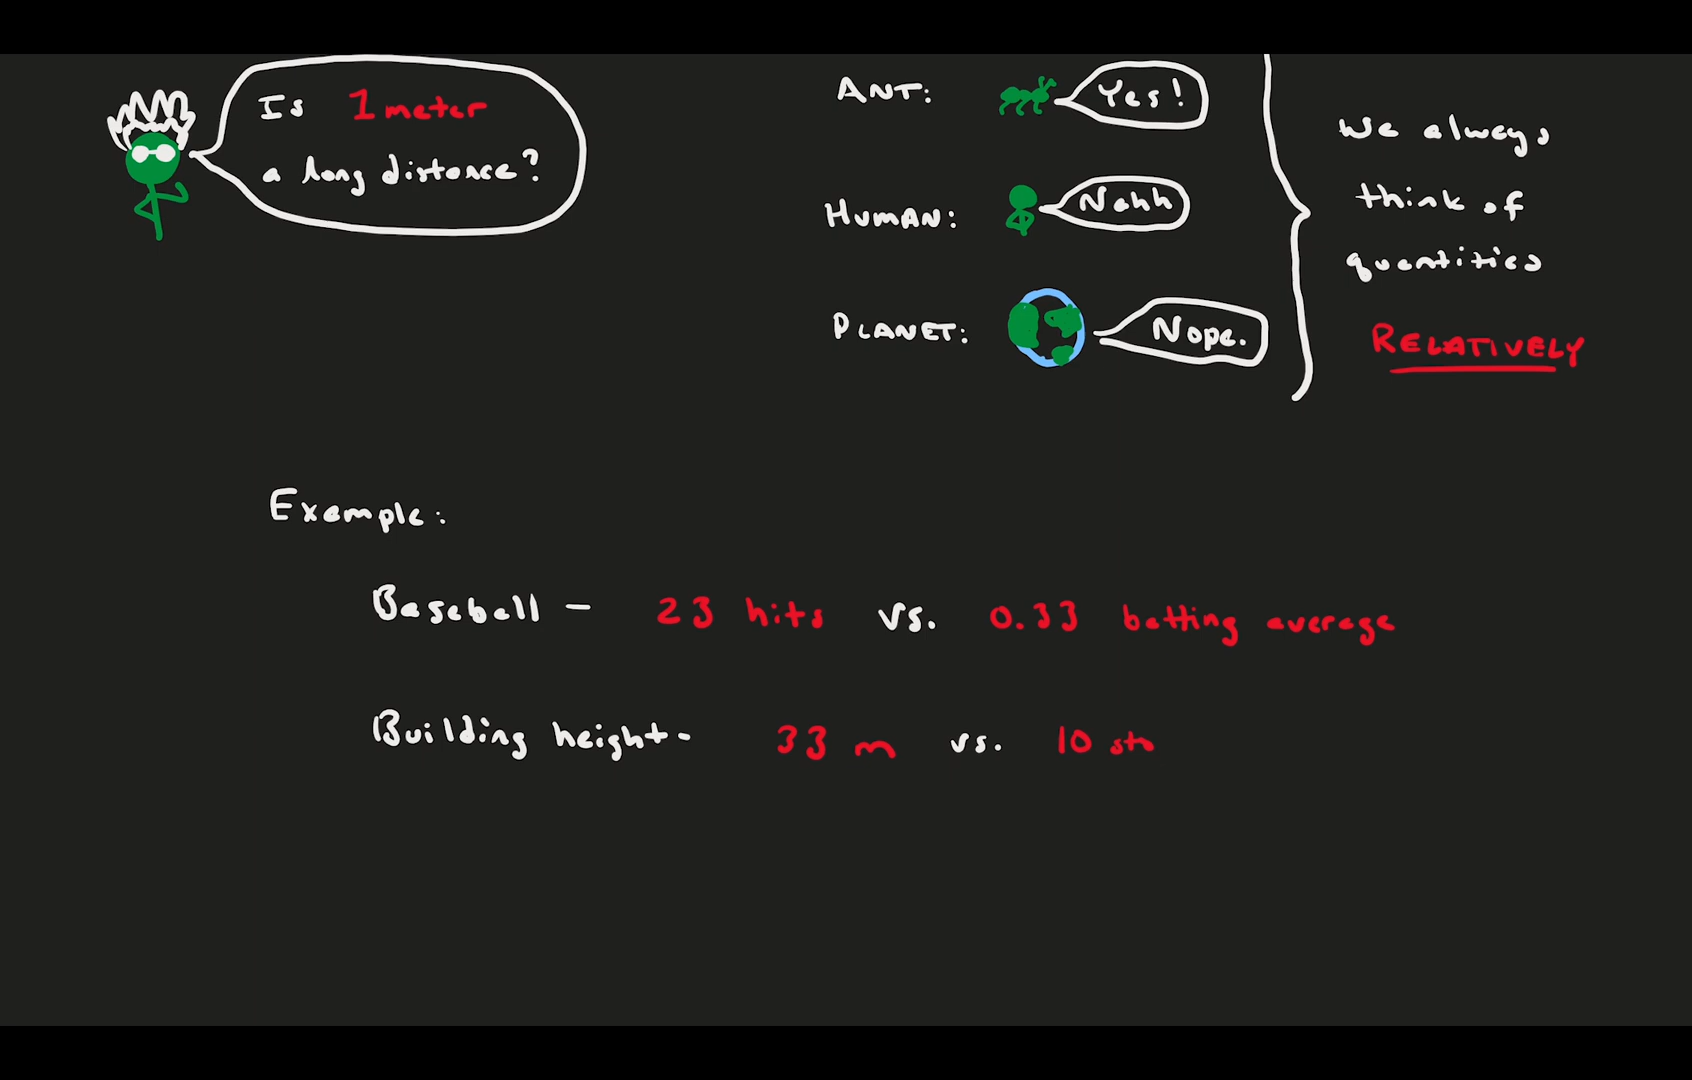 Is 1 meter
a long distance?
ANT: Yes!
HUMAN: Nahh
PLANET: Nope.
We always
think of
quantities
RELATIVELY
Example:
Baseball - 23 hits vs. 0.33 batting average
Building height - 33 m vs. 10 sto